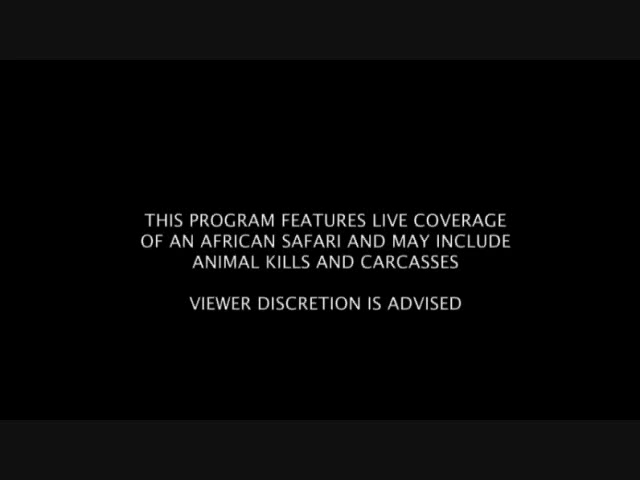 THIS PROGRAM FEATURES LIVE COVERAGE
OF AN AFRICAN SAFARI AND MAY INCLUDE
ANIMAL KILLS AND CARCASSES
VIEWER DISCRETION IS ADVISED